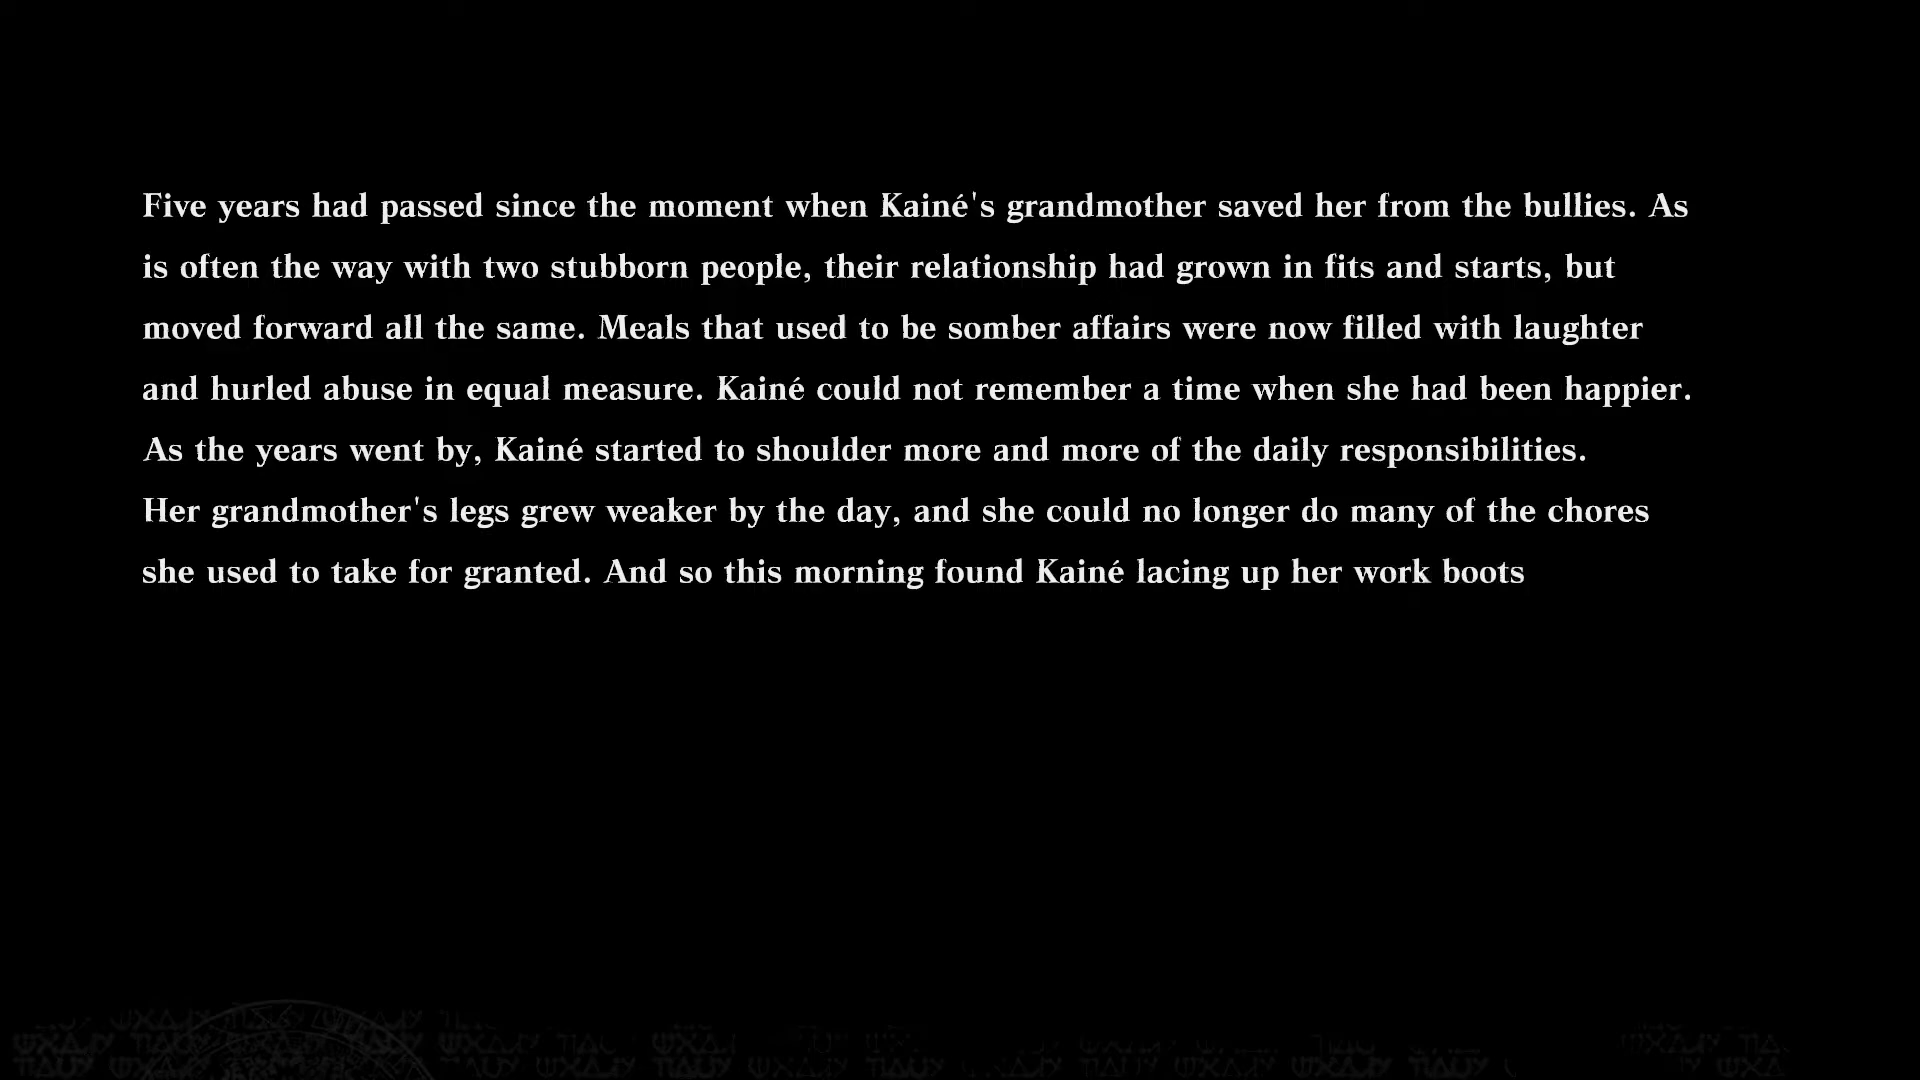 Five years had passed since the moment when Kainé's grandmother saved her from the bullies. As
is often the way with two stubborn people, their relationship had grown in fits and starts, but
moved forward all the same. Meals that used to be somber affairs were now filled with laughter
and hurled abuse in equal measure. Kainé could not remember a time when she had been happier.
As the years went by, Kainé started to shoulder more and more of the daily responsibilities.
Her grandmother's legs grew weaker by the day, and she could no longer do many of the chores
she used to take for granted. And so this morning found Kainé lacing up her work boots